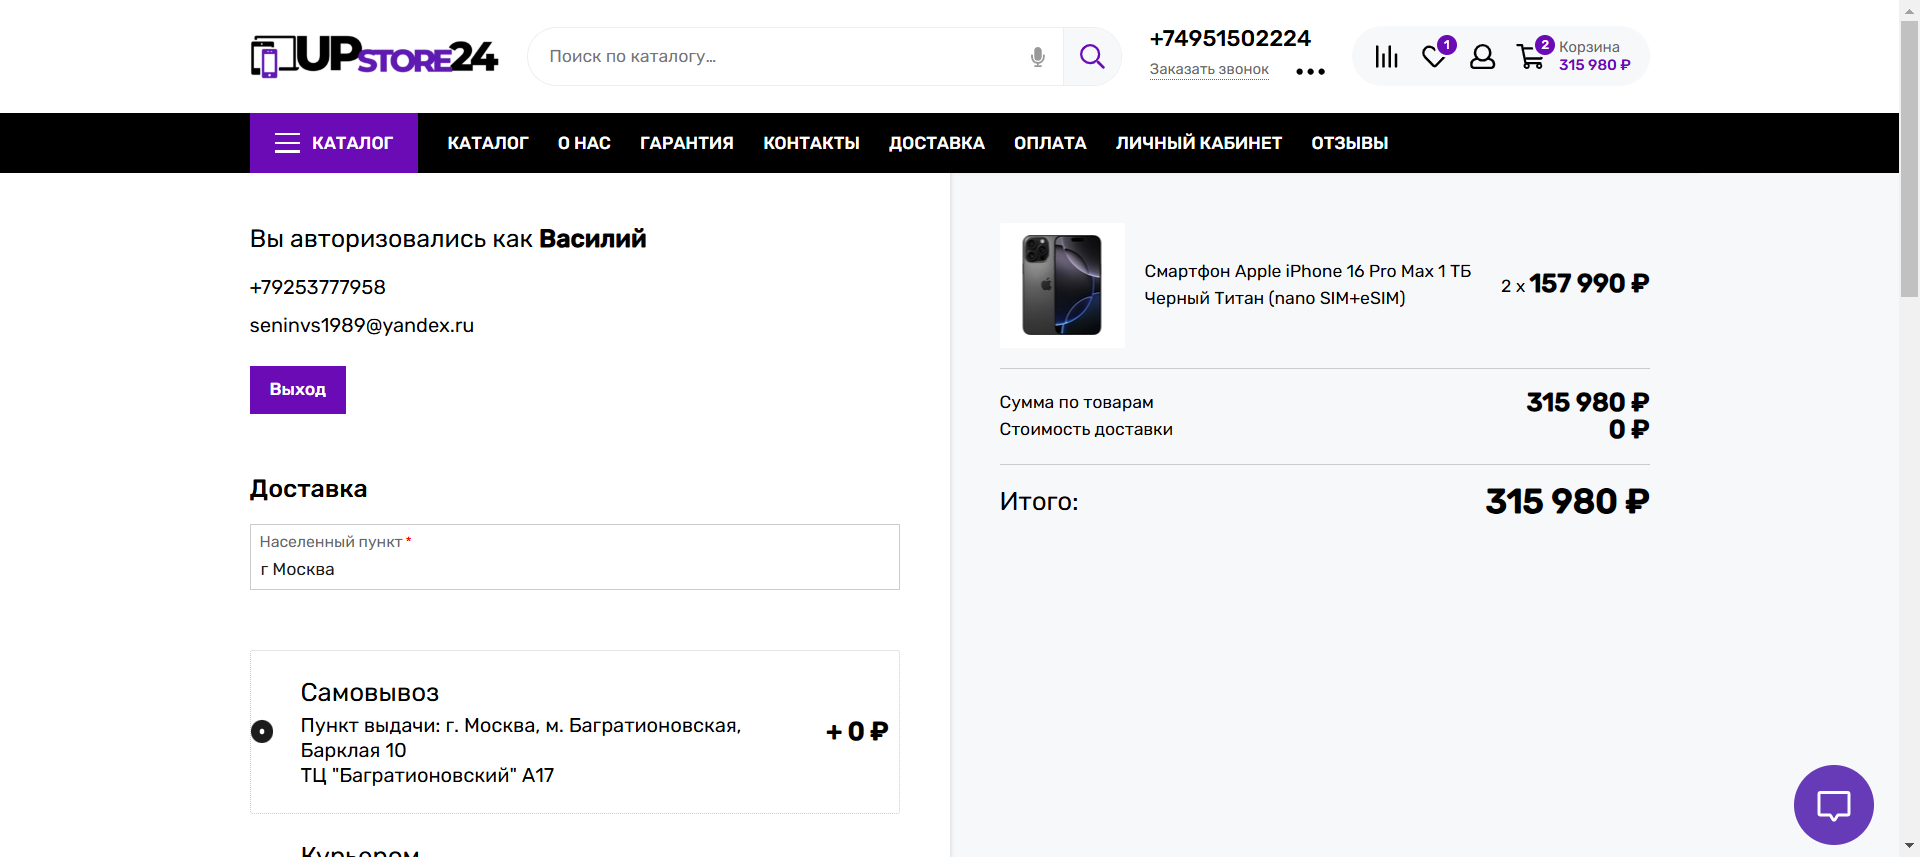 UPSTORE24
Поиск по каталогу...
+74951502224
Заказать звонок
1
2
Корзина
315 980 ₽
КАТАЛОГ
КАТАЛОГ
О НАС
ГАРАНТИЯ
КОНТАКТЫ
ДОСТАВКА
ОПЛАТА
ЛИЧНЫЙ КАБИНЕТ
ОТЗЫВЫ
Вы авторизовались как Василий
+79253777958
seninvs1989@yandex.ru
Выход
Доставка
Населенный пункт *
г Москва
Самовывоз
Пункт выдачи: г. Москва, м. Багратионовская,
Барклая 10
ТЦ "Багратионовский" А17
+ 0 ₽
Курьером
Смартфон Apple iPhone 16 Pro Max 1 ТБ
Черный Титан (nano SIM+eSIM)
2 x 157 990 ₽
Сумма по товарам 315 980 ₽
Стоимость доставки 0 ₽
Итого: 315 980 ₽